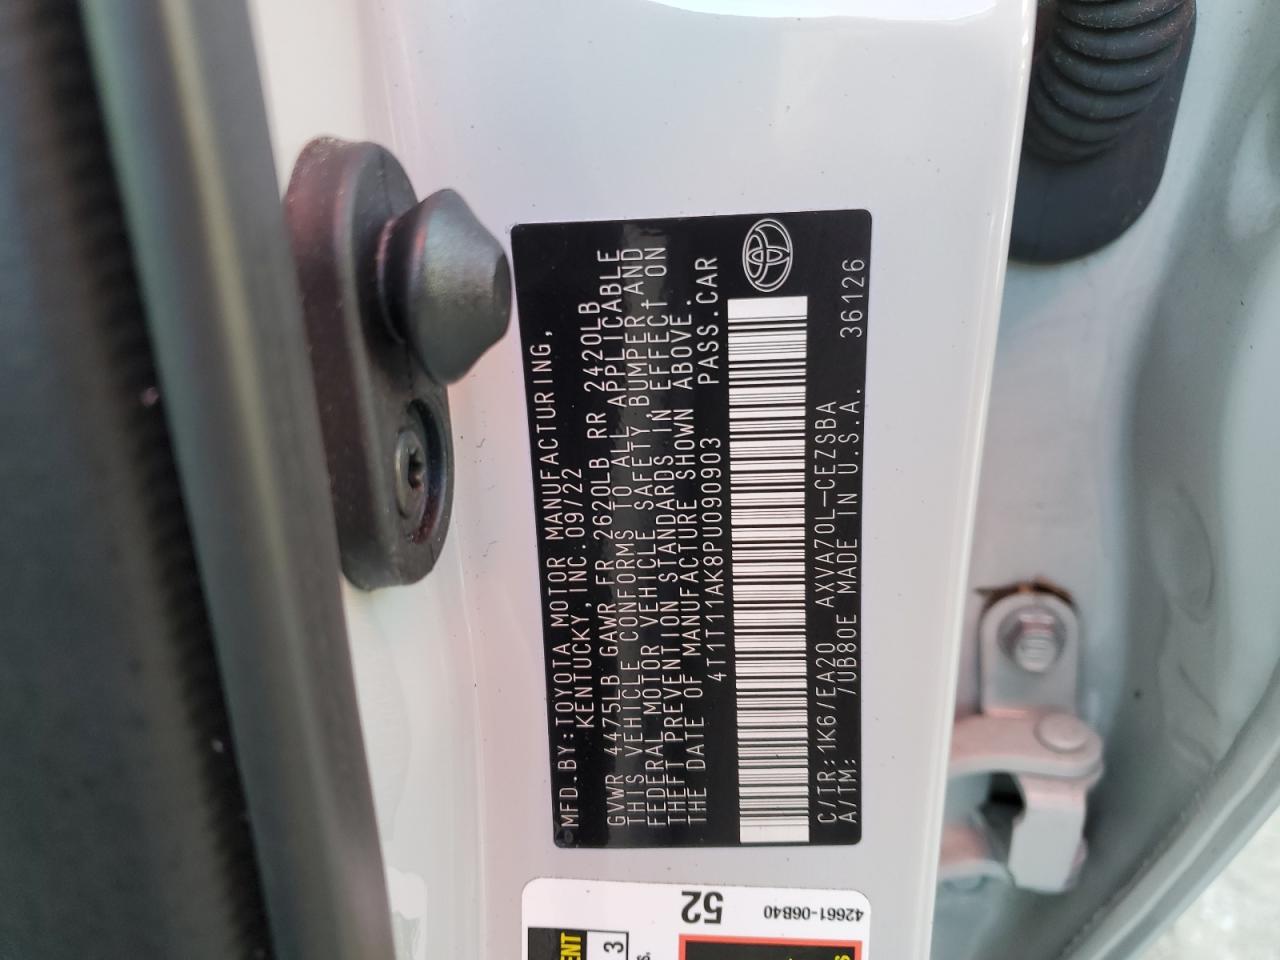 MFD.BY:TOYOTA MOTOR MANUFACTURING,
KENTUCKY, INC. 09/22
GVWR 4475LB GAWR FR 2620LB RR 2420LB
THIS VEHICLE CONFORMS TO ALL APPLICABLE
FEDERAL MOTOR VEHICLE SAFETY,BUMPER,AND
THEFT PREVENTION STANDARDS IN EFFECT ON
THE DATE OF MANUFACTURE SHOWN ABOVE.
4T1T11AK8PU090903 PASS.CAR
C/TR:1K6/EA20 AXVA70L-CEZSBA 36126
A/TM: /UB80E MADE IN U.S.A.
52
42661-06B40
3